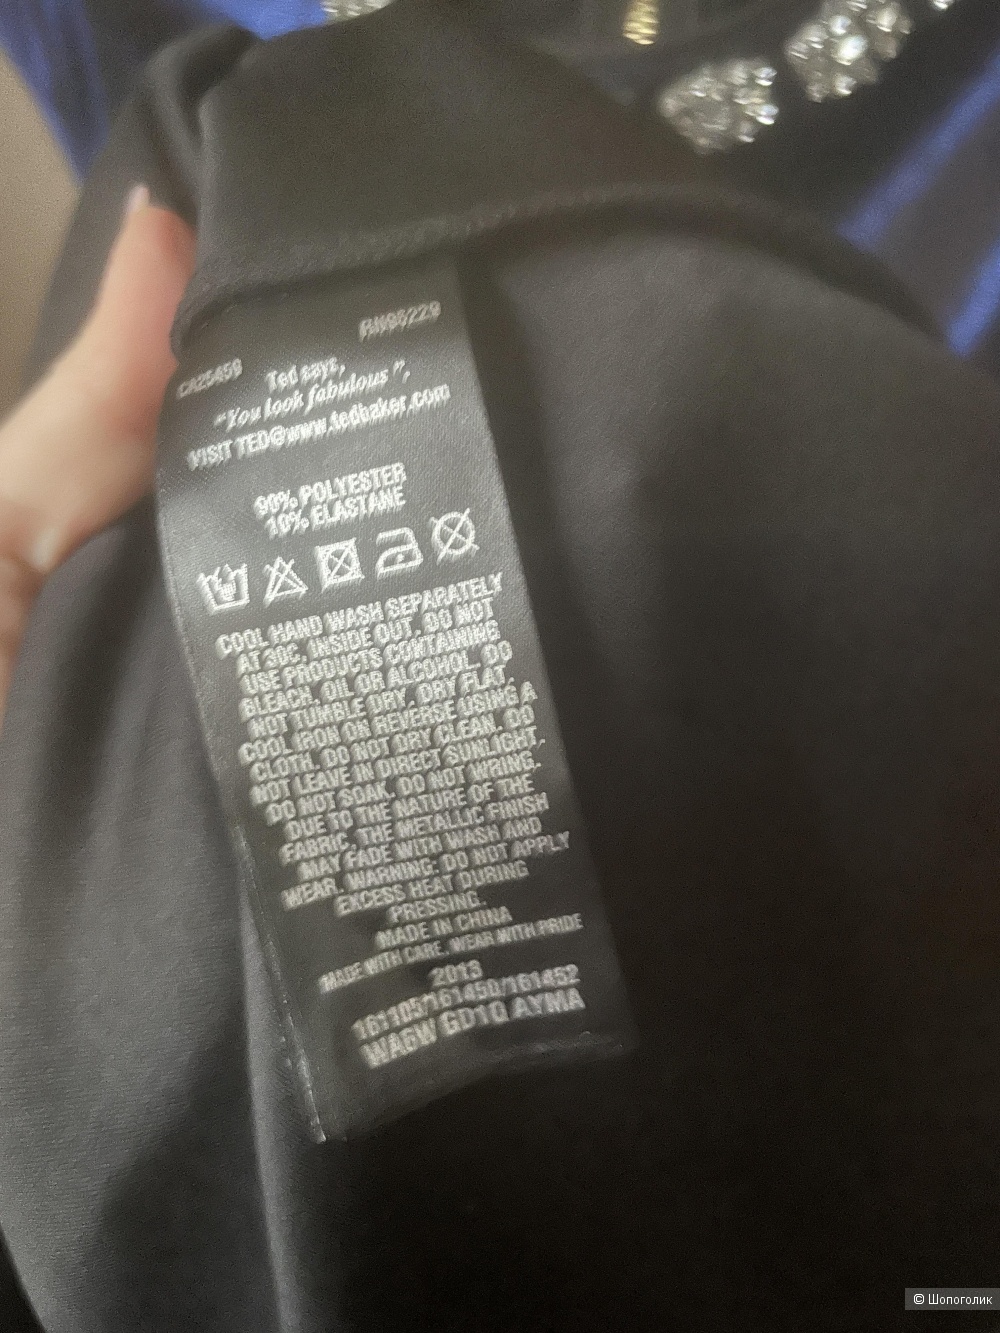 RN96229
CA25459
Ted says,
"You look fabulous",
VISIT TED@www.tedbaker.com
90% POLYESTER
10% ELASTANE
COOL HAND WASH SEPARATELY
AT 30C, INSIDE OUT. DO NOT
USE PRODUCTS CONTAINING
BLEACH, OIL OR ALCOHOL. DO
NOT TUMBLE DRY. DRY FLAT.
COOL IRON ON REVERSE USING A
CLOTH. DO NOT DRY CLEAN. DO
NOT LEAVE IN DIRECT SUNLIGHT.
DO NOT SOAK. DO NOT WRING.
DUE TO THE NATURE OF THE
FABRIC, THE METALLIC FINISH
MAY FADE WITH WASH AND
WEAR. WARNING: DO NOT APPLY
EXCESS HEAT DURING
PRESSING.
MADE IN CHINA
MADE WITH CARE, WEAR WITH PRIDE
2013
161105/161450/161452
WA6W GD1Q AYMA
© Шопоголик